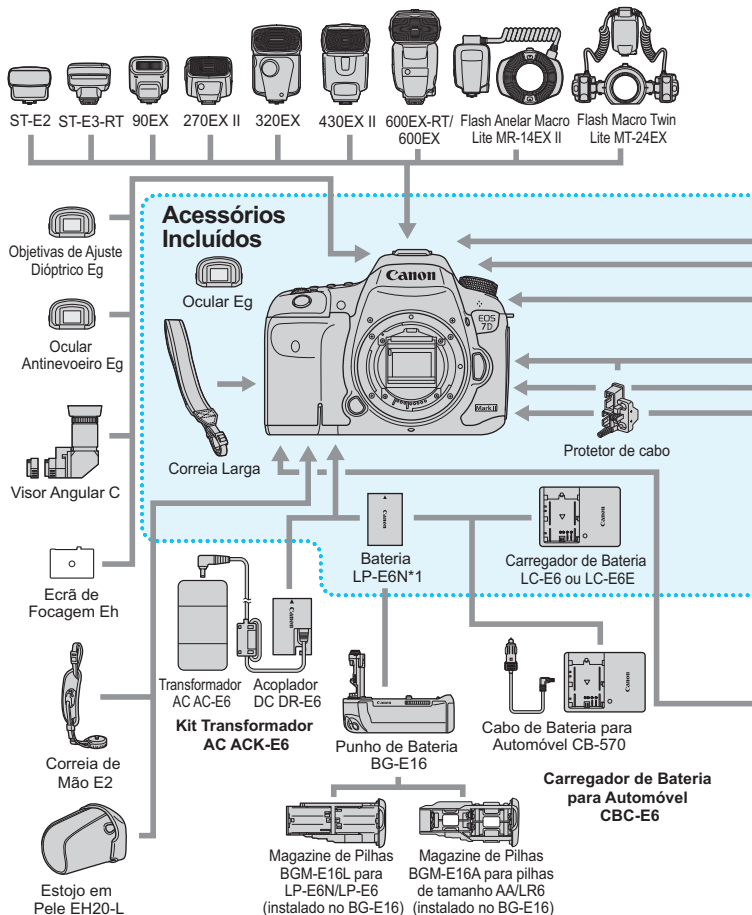 ST-E2
ST-E3-RT
90EX
270EX II
320EX
430EX II
600EX-RT/
600EX
Flash Anelar Macro
Lite MR-14EX II
Flash Macro Twin
Lite MT-24EX
Acessórios
Incluídos
Objetivas de Ajuste
Dióptrico Eg
Ocular Eg
Canon
EOS
7D
Mark II
Ocular
Antinevoeiro Eg
Correia Larga
Protetor de cabo
Visor Angular C
Canon
Bateria
LP-E6N*1
Canon
Carregador de Bateria
LC-E6 ou LC-E6E
Ecrã de
Focagem Eh
Canon
Transformador
AC AC-E6
Acoplador
DC DR-E6
Kit Transformador
AC ACK-E6
Canon
Punho de Bateria
BG-E16
Canon
Cabo de Bateria para
Automóvel CB-570
Carregador de Bateria
para Automóvel
CBC-E6
Correia de
Mão E2
Estojo em
Pele EH20-L
Magazine de Pilhas
BGM-E16L para
LP-E6N/LP-E6
(instalado no BG-E16)
Magazine de Pilhas
BGM-E16A para pilhas
de tamanho AA/LR6
(instalado no BG-E16)